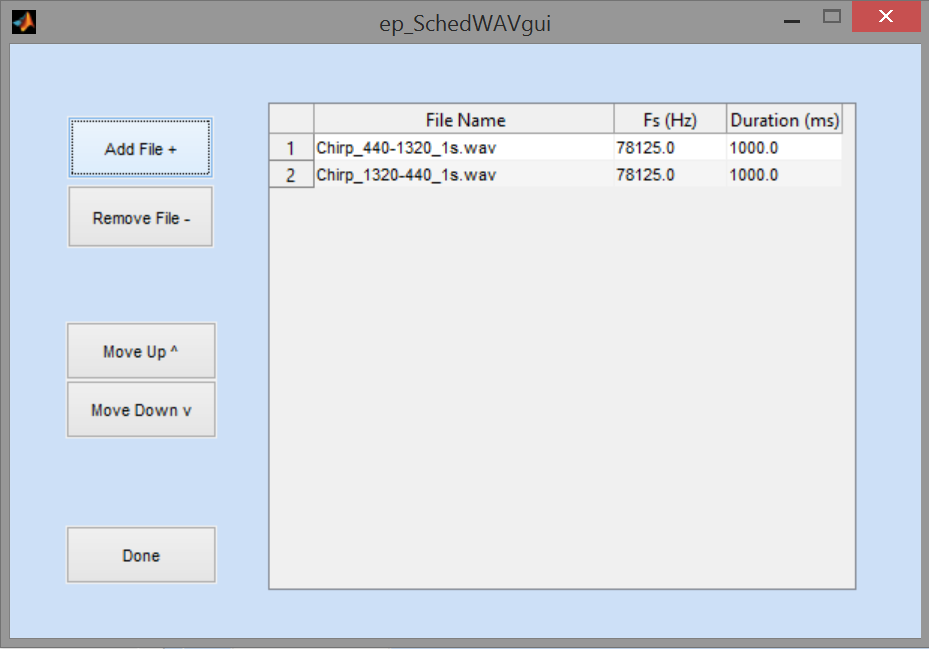 ep_SchedWAVgui
Add File +
Remove File -
Move Up ^
Move Down v
Done
File Name Fs (Hz) Duration (ms)
1 Chirp_440-1320_1s.wav 78125.0 1000.0
2 Chirp_1320-440_1s.wav 78125.0 1000.0